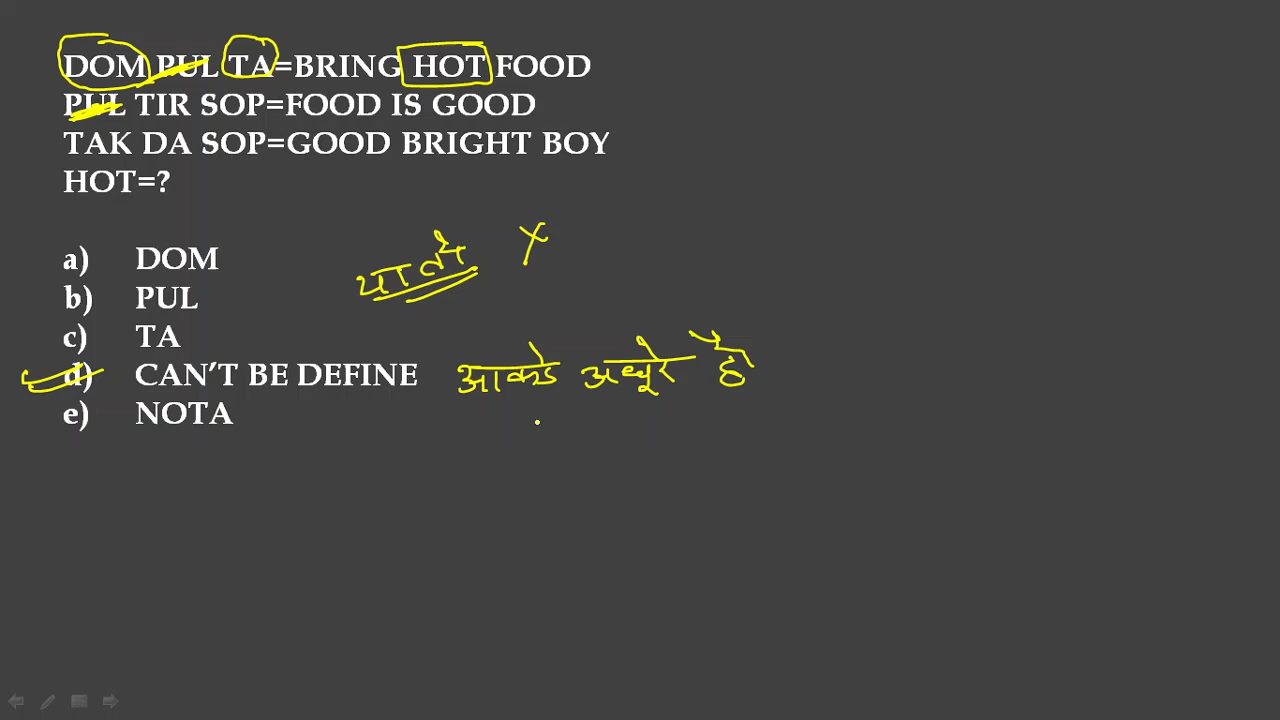 DOM PUL TA=BRING HOT FOOD
PUL TIR SOP=FOOD IS GOOD
TAK DA SOP=GOOD BRIGHT BOY
HOT=?
a) DOM
b) PUL
c) TA
d) CAN'T BE DEFINE आकडे अधूरे है
e) NOTA